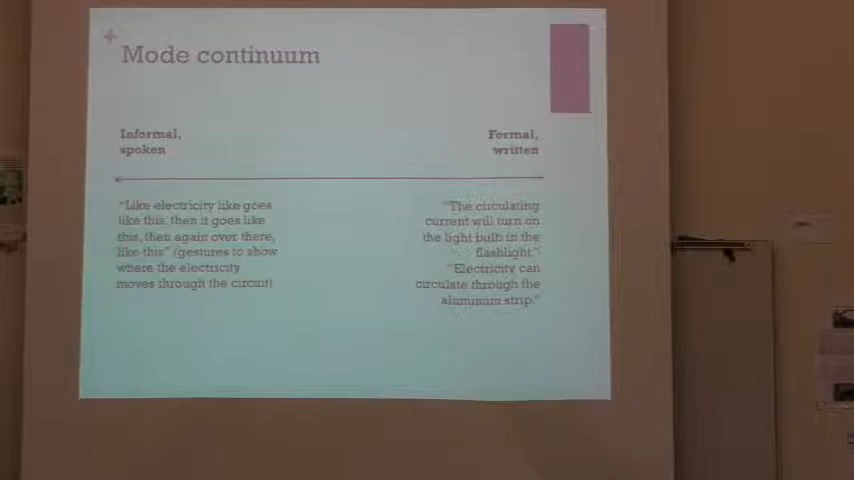 +
Mode continuum
Informal,
spoken
Formal,
written
"Like electricity like goes
like this, then it goes like
this, then again over there,
like this" (gestures to show
where the electricity
moves through the circuit)
"The circulating
current will turn on
the light bulb in the
flashlight."
"Electricity can
circulate through the
aluminum strip."